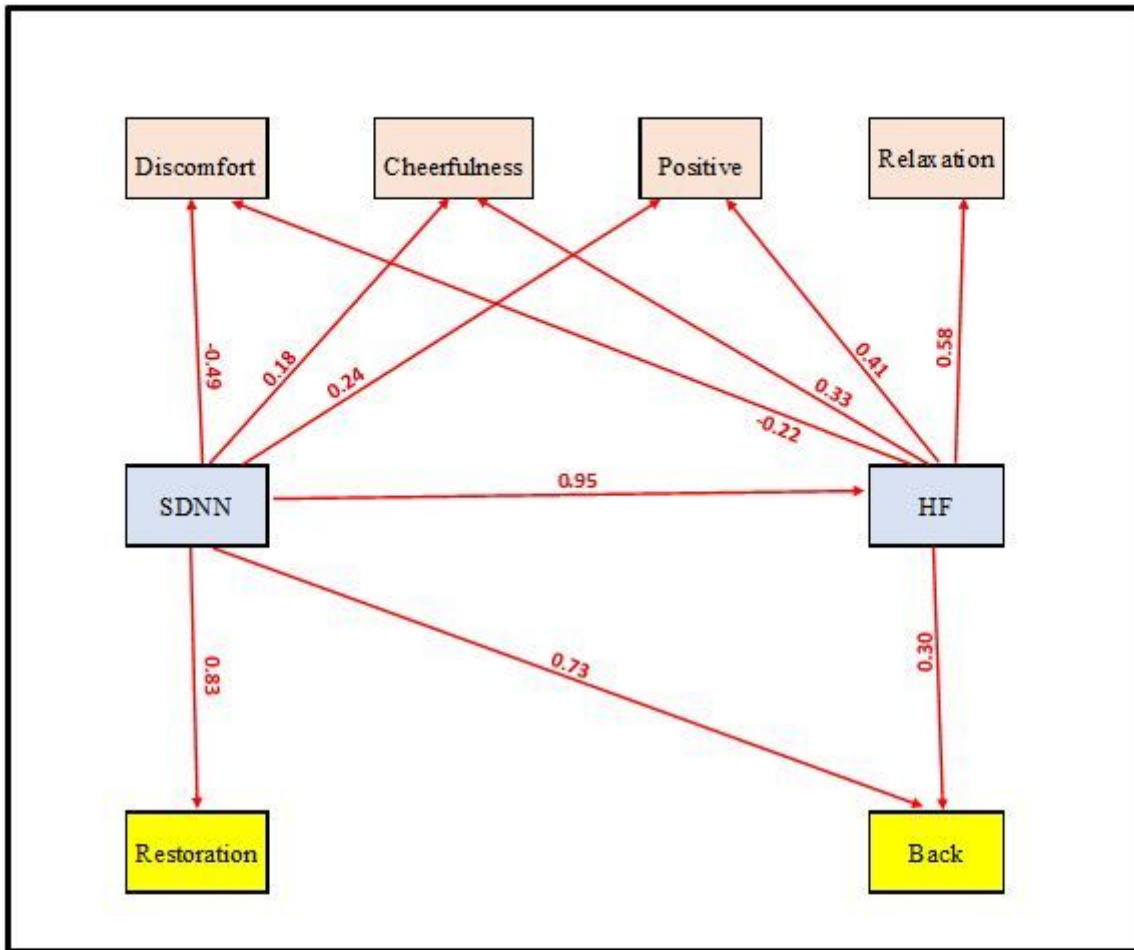 Discomfort
Cheerfulness
Positive
Relaxation
-0.49
0.18
0.24
-0.22
0.33
0.41
0.58
SDNN
0.95
HF
0.83
0.73
0.30
Restoration
Back